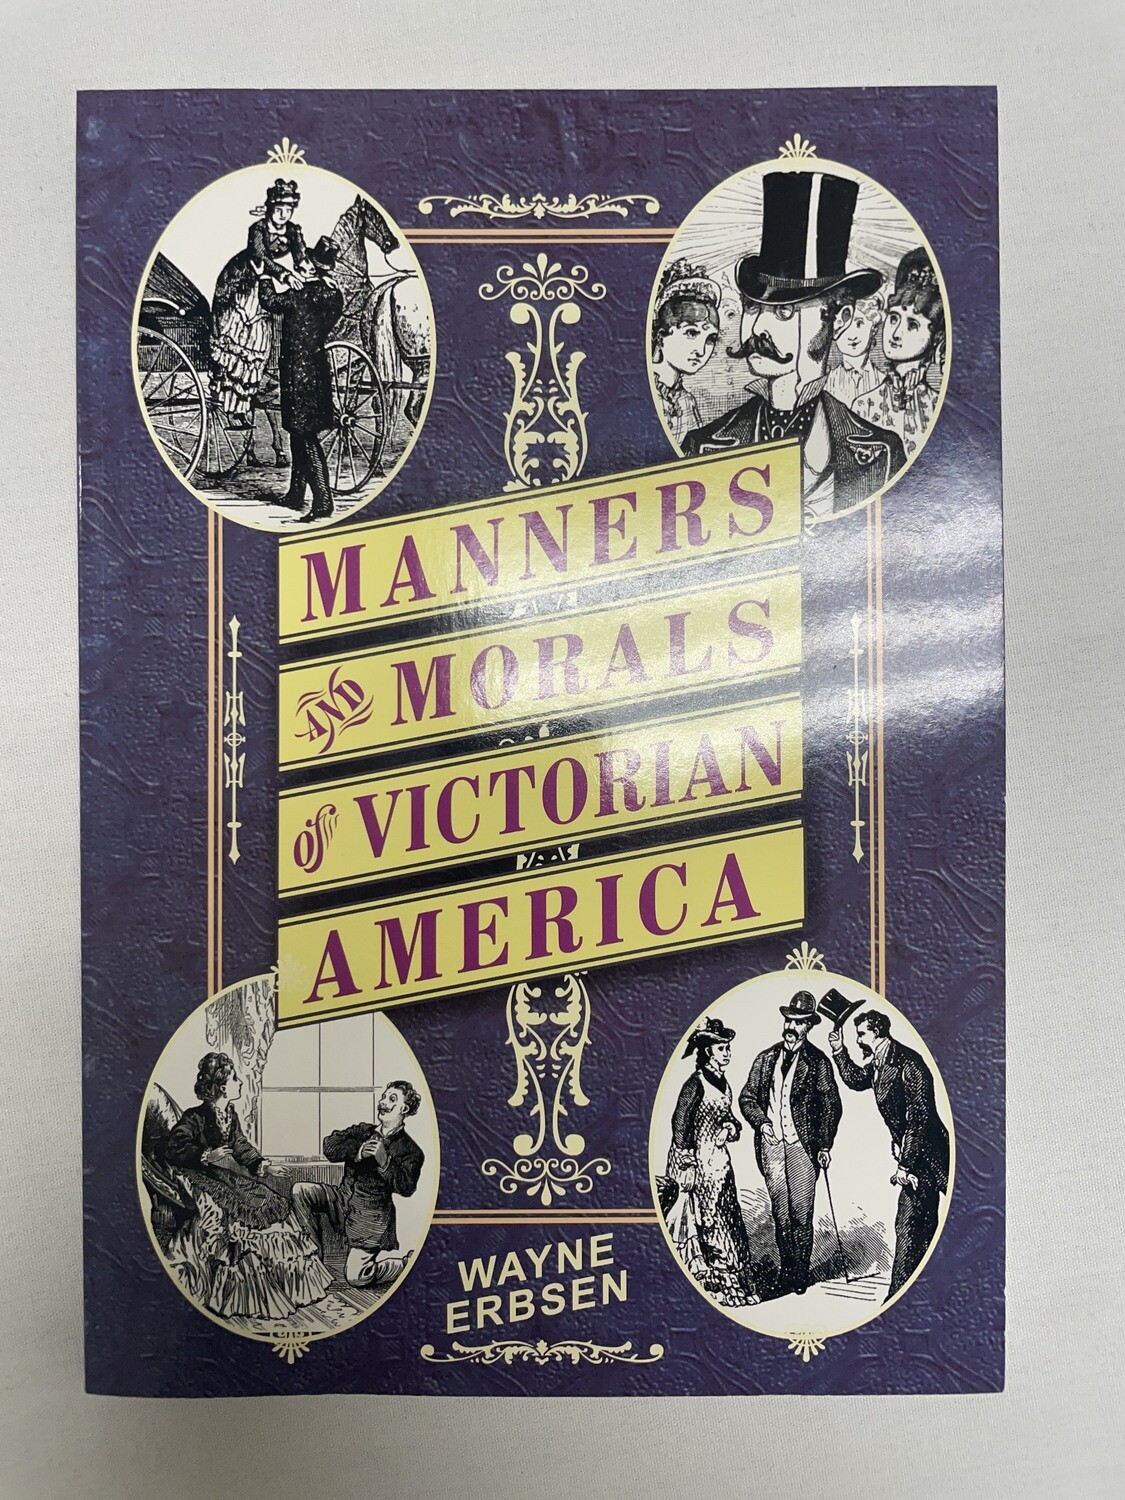 MANNERS
AND MORALS
of VICTORIAN
AMERICA
WAYNE
ERBSEN